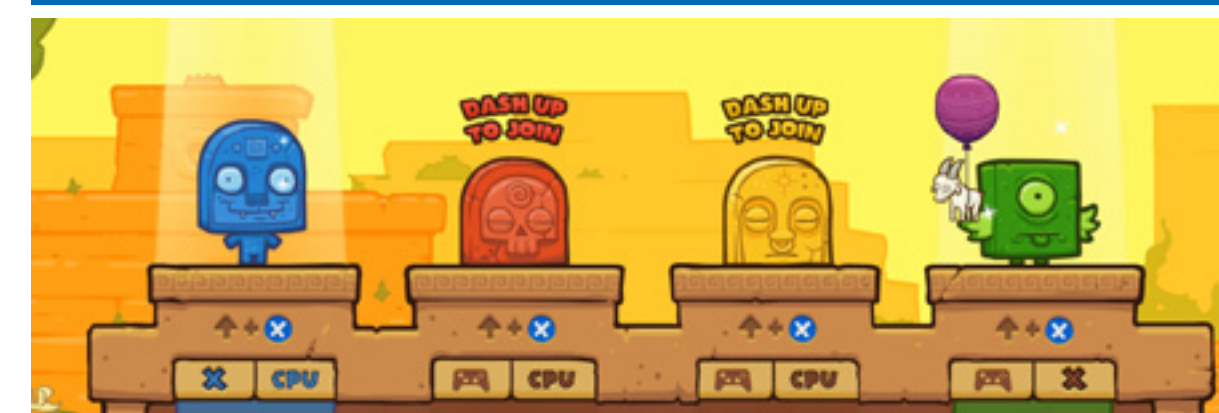 DASH UP
TO JOIN
DASH UP
TO JOIN
+ X
+ X
+ X
+ X
X CPU
CPU
CPU
X